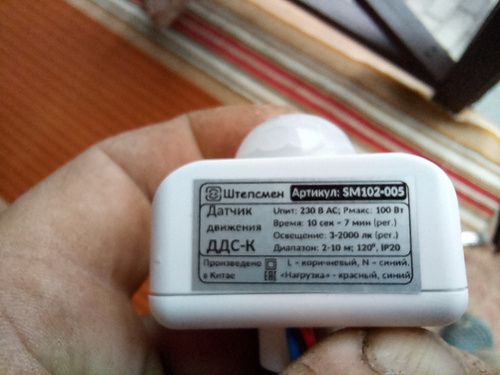 Штепсмен Артикул: SM102-005
Датчик движения ДДС-К
Uпит: 230 В AC; Pмакс: 100 Вт
Время: 10 сек – 7 мин (рег.)
Освещение: 3-2000 лк (рег.)
Диапазон: 2-10 м; 120°, IP20
Произведено в Китае
L - коричневый, N – синий,
«Нагрузка» - красный, синий